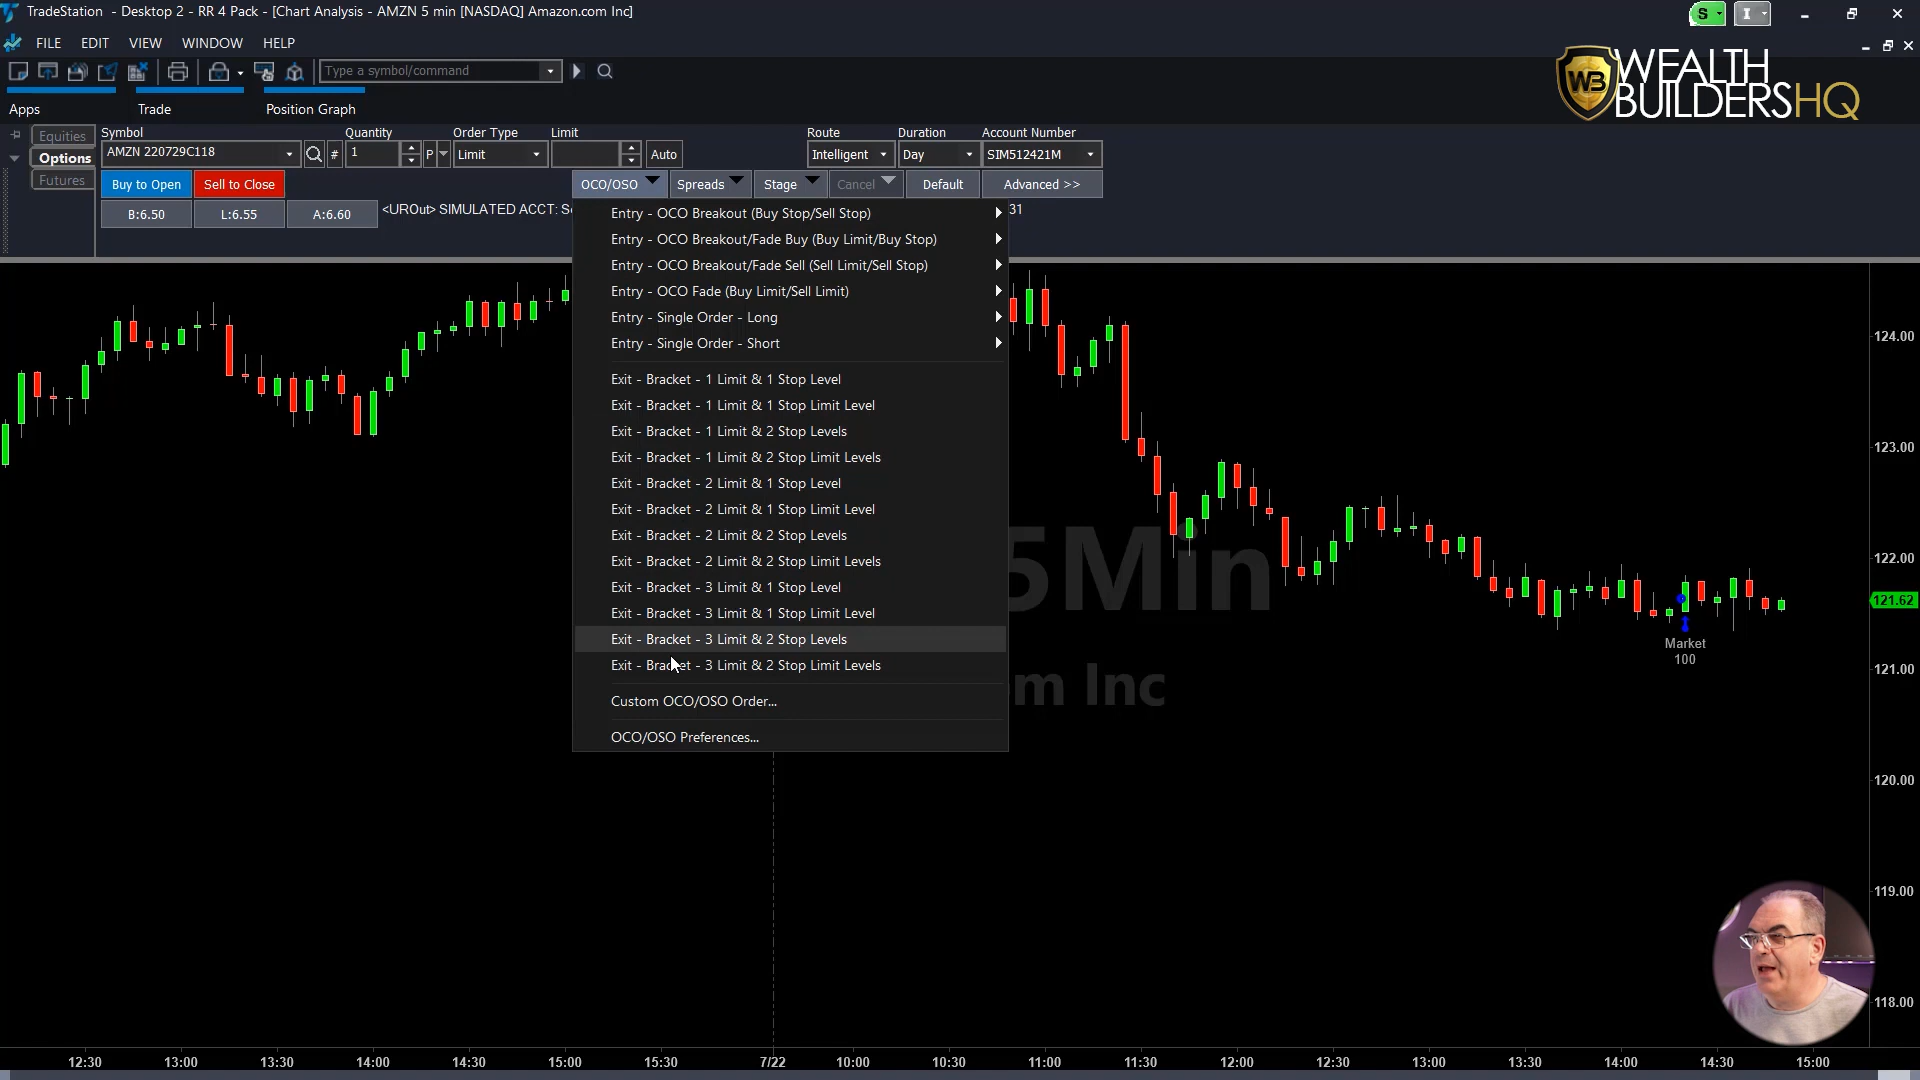 TradeStation - Desktop 2 - RR 4 Pack - [Chart Analysis - AMZN 5 min [NASDAQ] Amazon.com Inc]
S
I
FILE EDIT VIEW WINDOW HELP
Type a symbol/command
WEALTH
BUILDERSHQ
WB
Apps Trade Position Graph
Equities
Options
Futures
Symbol Quantity Order Type Limit Route Duration Account Number
AMZN 220729C118 # 1 P Limit Auto Intelligent Day SIM512421M
Buy to Open Sell to Close OCO/OSO Spreads Stage Cancel Default Advanced >>
B:6.50 L:6.55 A:6.60 <UROut> SIMULATED ACCT: S 31
Entry - OCO Breakout (Buy Stop/Sell Stop)
Entry - OCO Breakout/Fade Buy (Buy Limit/Buy Stop)
Entry - OCO Breakout/Fade Sell (Sell Limit/Sell Stop)
Entry - OCO Fade (Buy Limit/Sell Limit)
Entry - Single Order - Long
Entry - Single Order - Short
Exit - Bracket - 1 Limit & 1 Stop Level
Exit - Bracket - 1 Limit & 1 Stop Limit Level
Exit - Bracket - 1 Limit & 2 Stop Levels
Exit - Bracket - 1 Limit & 2 Stop Limit Levels
Exit - Bracket - 2 Limit & 1 Stop Level
Exit - Bracket - 2 Limit & 1 Stop Limit Level
Exit - Bracket - 2 Limit & 2 Stop Levels
Exit - Bracket - 2 Limit & 2 Stop Limit Levels
Exit - Bracket - 3 Limit & 1 Stop Level
Exit - Bracket - 3 Limit & 1 Stop Limit Level
Exit - Bracket - 3 Limit & 2 Stop Levels
Exit - Bracket - 3 Limit & 2 Stop Limit Levels
Custom OCO/OSO Order...
OCO/OSO Preferences...
5Min
om Inc
Market
100
124.00
123.00
122.00
121.62
121.00
120.00
119.00
118.00
12:30 13:00 13:30 14:00 14:30 15:00 15:30 7/22 10:00 10:30 11:00 11:30 12:00 12:30 13:00 13:30 14:00 14:30 15:00